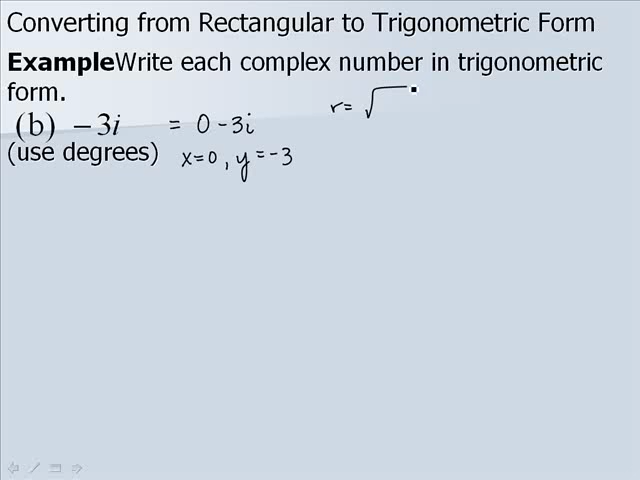 Converting from Rectangular to Trigonometric Form
ExampleWrite each complex number in trigonometric
form.
r= √
(b) −3i = 0-3i
(use degrees) x=0, y=-3